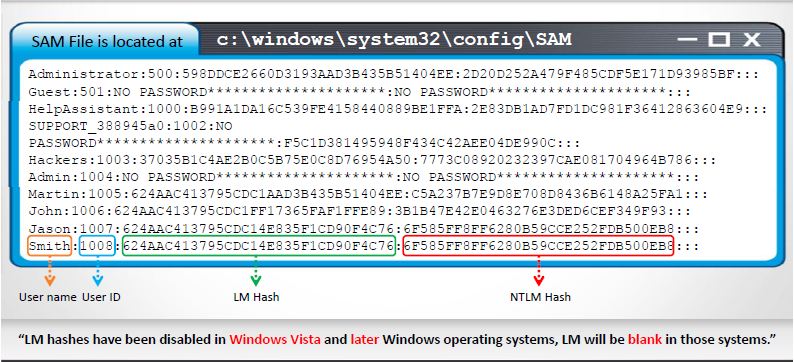 SAM File is located at c:\windows\system32\config\SAM
Administrator:500:598DDCE2660D3193AAD3B435B51404EE:2D20D252A479F485CDF5E171D93985BF:::
Guest:501:NO PASSWORD*********************:NO PASSWORD*********************:::
HelpAssistant:1000:B991A1DA16C539FE4158440889BE1FFA:2E83DB1AD7FD1DC981F36412863604E9:::
SUPPORT_388945a0:1002:NO
PASSWORD*********************:F5C1D381495948F434C42AEE04DE990C:::
Hackers:1003:37035B1C4AE2B0C5B75E0C8D76954A50:7773C08920232397CAE081704964B786:::
Admin:1004:NO PASSWORD*********************:NO PASSWORD*********************:::
Martin:1005:624AAC413795CDC1AAD3B435B51404EE:C5A237B7E9D8E708D8436B6148A25FA1:::
John:1006:624AAC413795CDC1FF17365FAF1FFE89:3B1B47E42E0463276E3DED6CEF349F93:::
Jason:1007:624AAC413795CDC14E835F1CD90F4C76:6F585FF8FF6280B59CCE252FDB500EB8:::
Smith:1008:624AAC413795CDC14E835F1CD90F4C76:6F585FF8FF6280B59CCE252FDB500EB8:::
User name User ID LM Hash NTLM Hash
“LM hashes have been disabled in Windows Vista and later Windows operating systems, LM will be blank in those systems.”